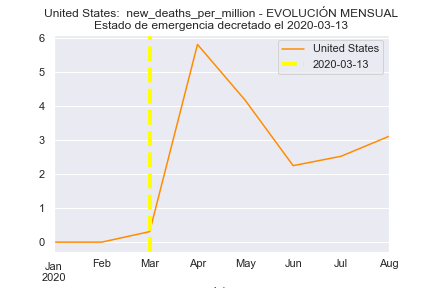 United States:  new_deaths_per_million - EVOLUCIÓN MENSUAL
Estado de emergencia decretado el 2020-03-13
United States
2020-03-13
6
5
4
3
2
1
0
Jan Feb Mar Apr May Jun Jul Aug
2020